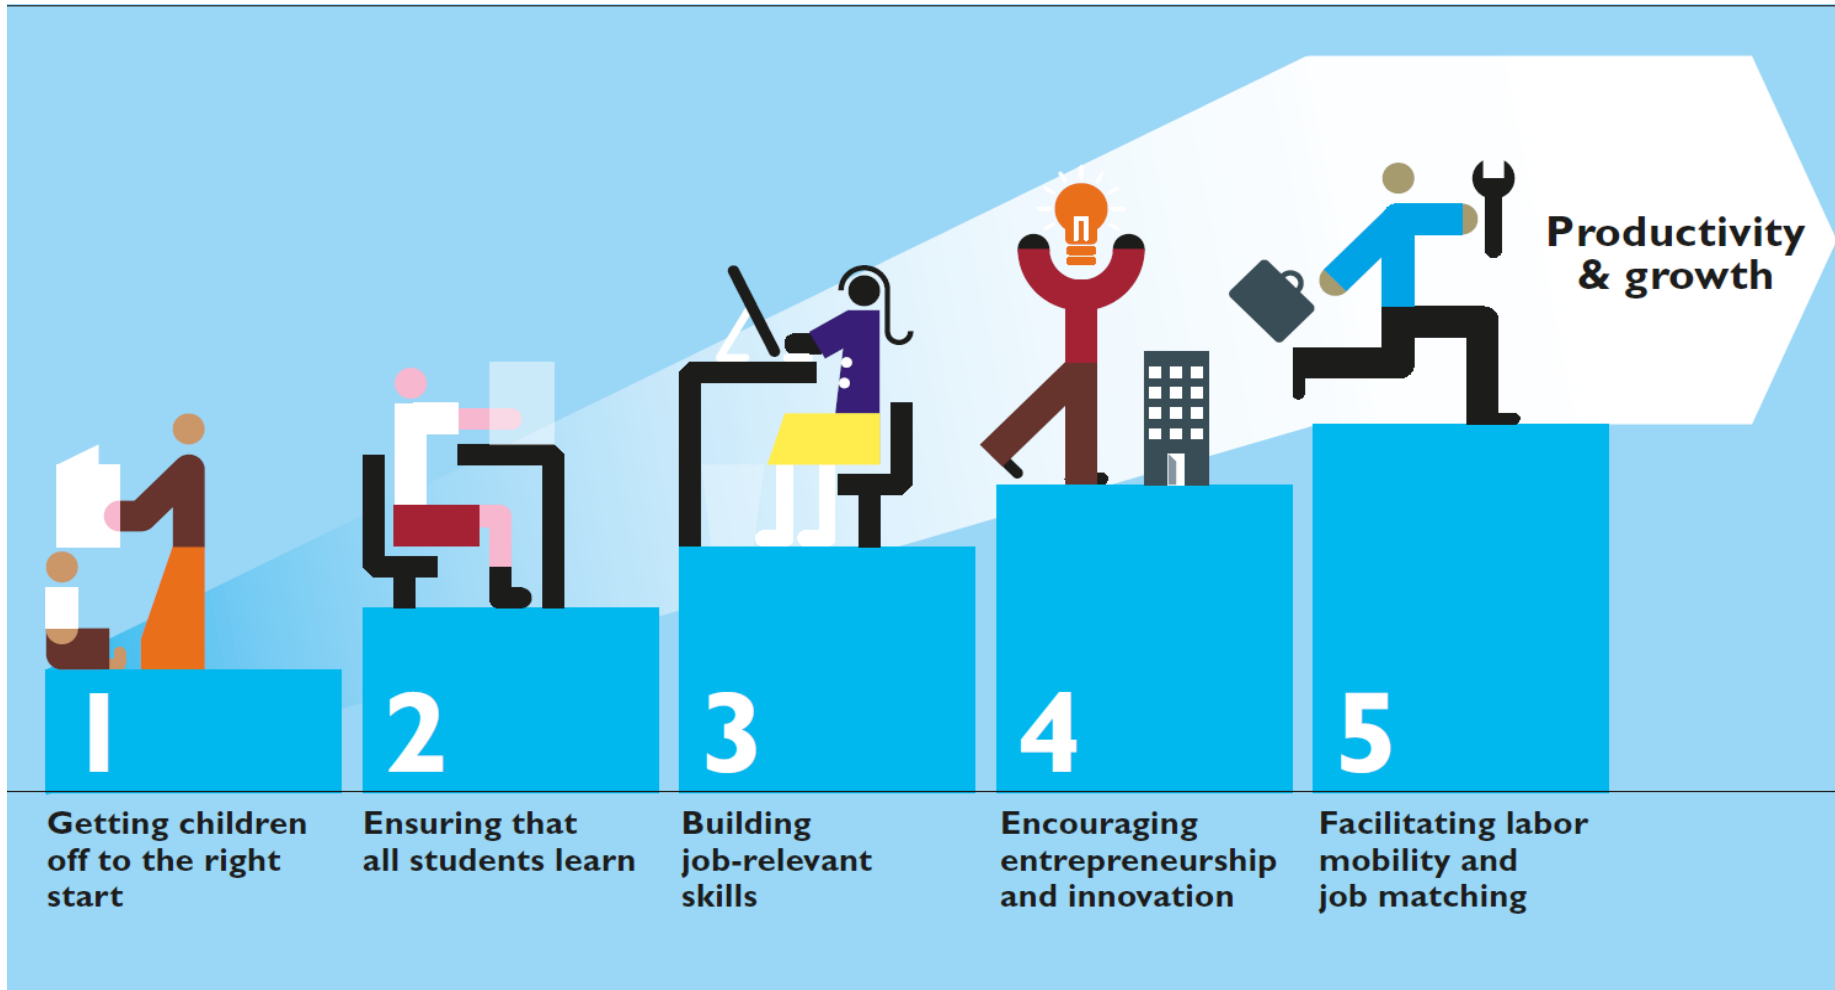 Productivity
& growth
1
2
3
4
5
Getting children
off to the right
start
Ensuring that
all students learn
Building
job-relevant
skills
Encouraging
entrepreneurship
and innovation
Facilitating labor
mobility and
job matching